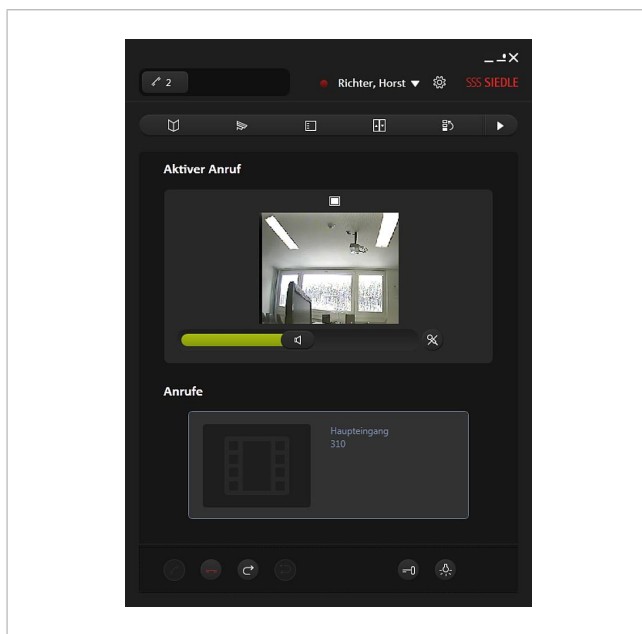 2
Richter, Horst
SSS SIEDLE
Aktiver Anruf
Anrufe
Haupteingang
310